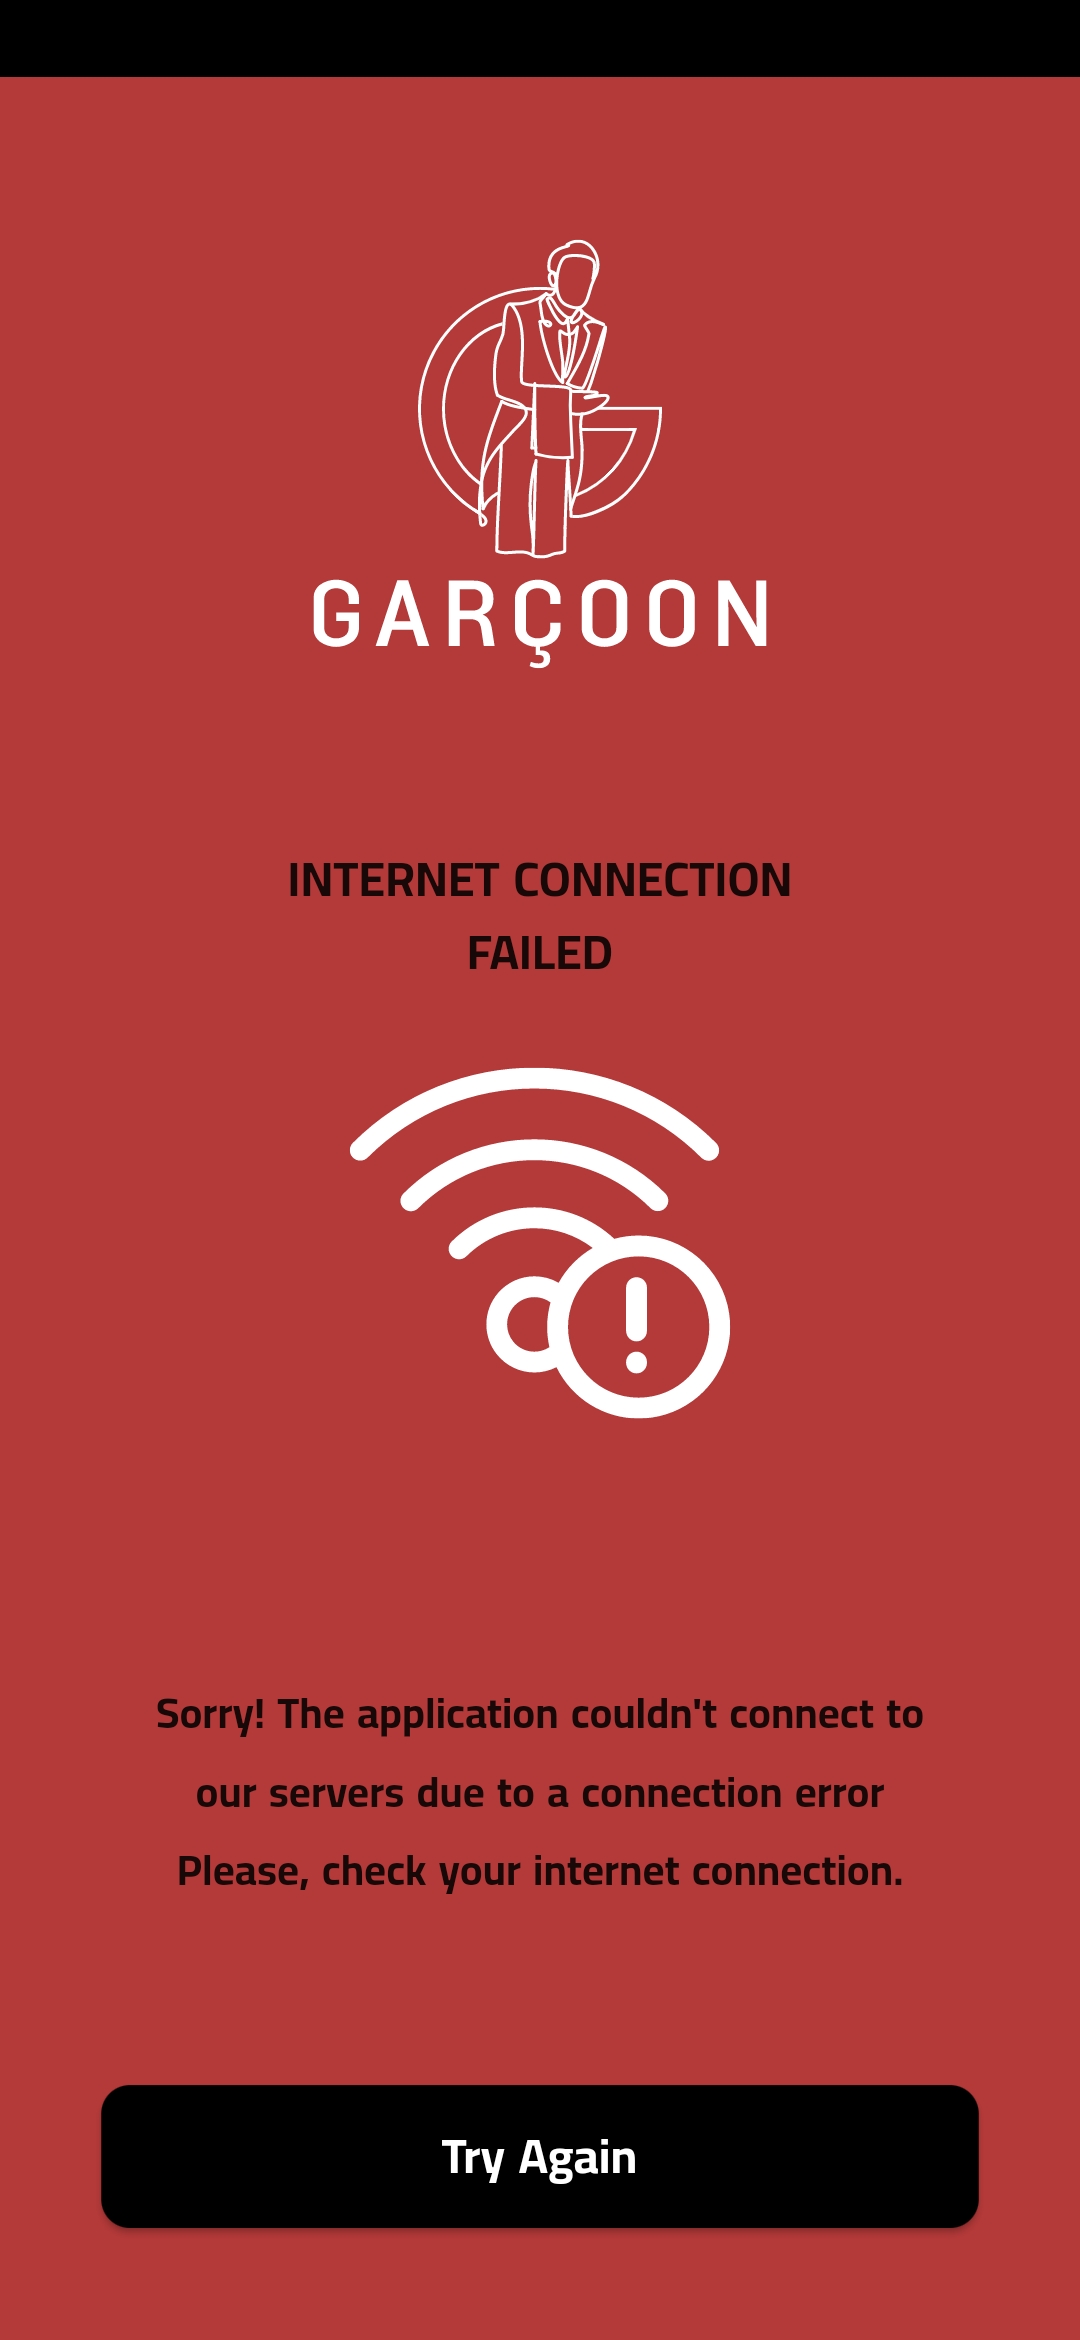 GARÇOON
INTERNET CONNECTION
FAILED
Sorry! The application couldn't connect to
our servers due to a connection error
Please, check your internet connection.
Try Again